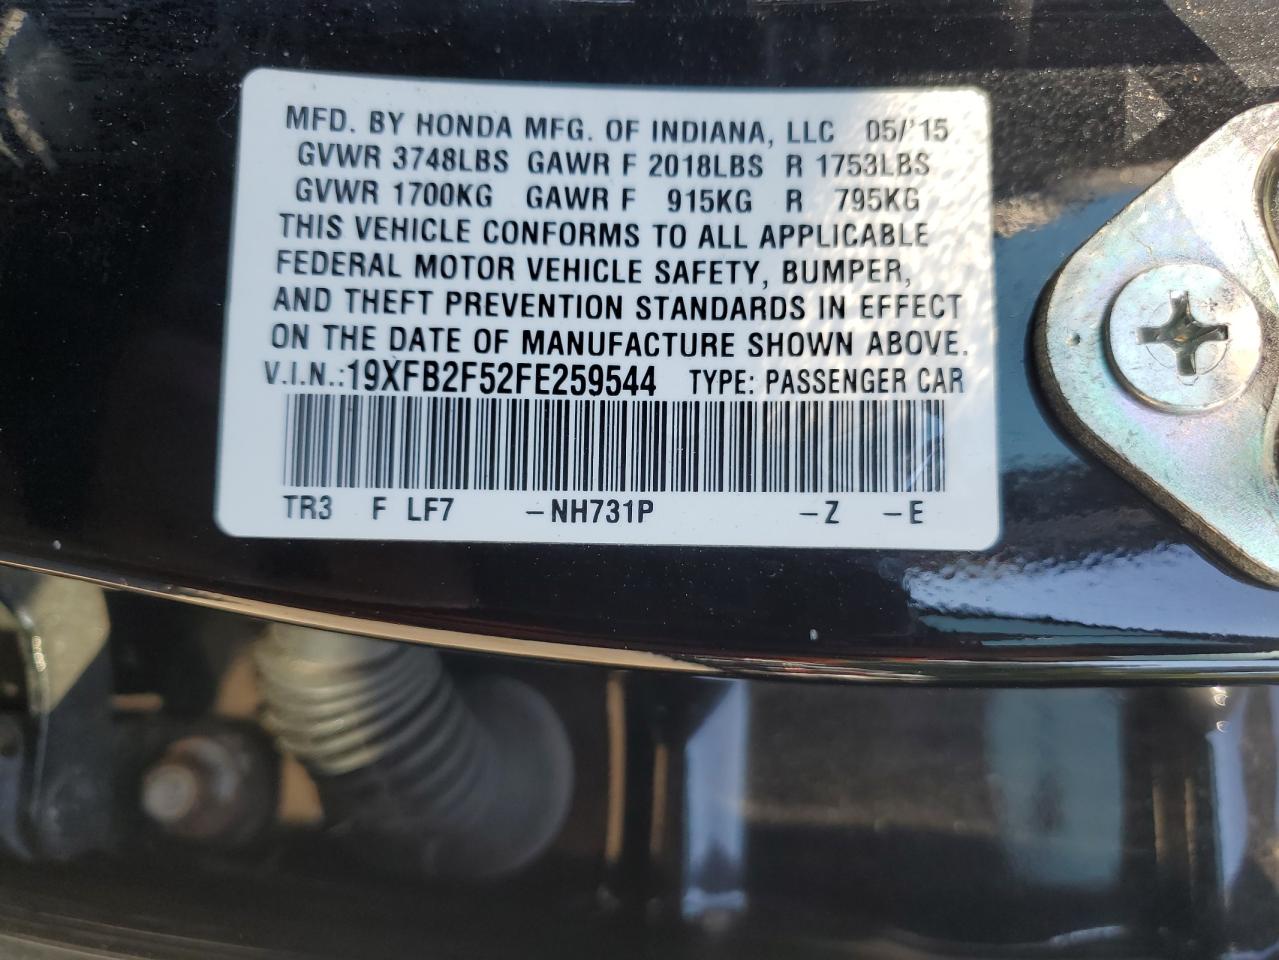 MFD. BY HONDA MFG. OF INDIANA, LLC 05/'15
GVWR 3748LBS GAWR F 2018LBS R 1753LBS
GVWR 1700KG GAWR F 915KG R 795KG
THIS VEHICLE CONFORMS TO ALL APPLICABLE
FEDERAL MOTOR VEHICLE SAFETY, BUMPER,
AND THEFT PREVENTION STANDARDS IN EFFECT
ON THE DATE OF MANUFACTURE SHOWN ABOVE.
V.I.N.:19XFB2F52FE259544 TYPE: PASSENGER CAR
TR3 F LF7 -NH731P -Z -E